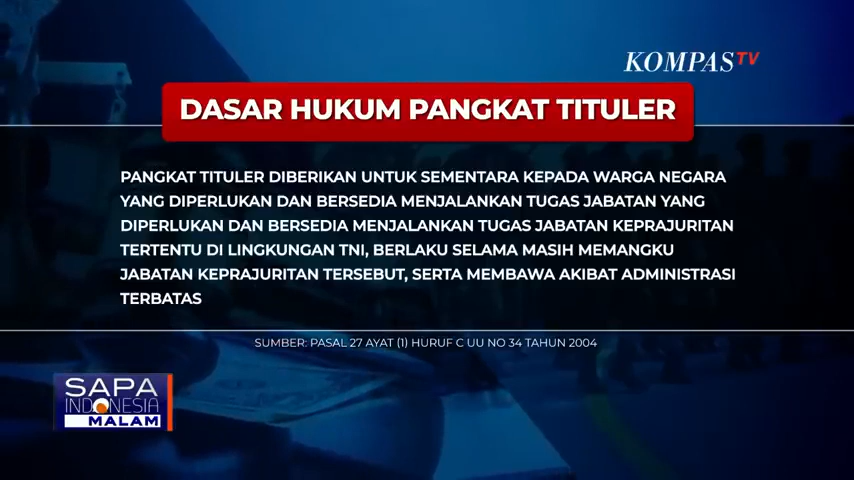 KOMPASTV
DASAR HUKUM PANGKAT TITULER
PANGKAT TITULER DIBERIKAN UNTUK SEMENTARA KEPADA WARGA NEGARA
YANG DIPERLUKAN DAN BERSEDIA MENJALANKAN TUGAS JABATAN YANG
DIPERLUKAN DAN BERSEDIA MENJALANKAN TUGAS JABATAN KEPRAJURITAN
TERTENTU DI LINGKUNGAN TNI, BERLAKU SELAMA MASIH MEMANGKU
JABATAN KEPRAJURITAN TERSEBUT, SERTA MEMBAWA AKIBAT ADMINISTRASI
TERBATAS
SUMBER: PASAL 27 AYAT (1) HURUF C UU NO 34 TAHUN 2004
SAPA
INDONESIA
MALAM